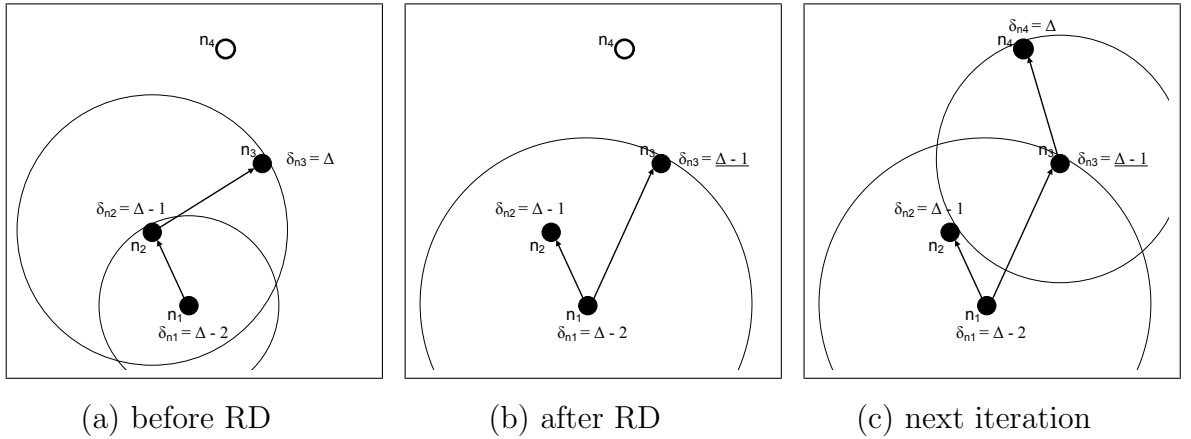 n4
n3
δn3 = Δ
δn2 = Δ - 1
n2
n1
δn1 = Δ - 2
(a) before RD
n4
n3
δn3 = Δ - 1
δn2 = Δ - 1
n2
n1
δn1 = Δ - 2
(b) after RD
δn4 = Δ
n4
n3
δn3 = Δ - 1
δn2 = Δ - 1
n2
n1
δn1 = Δ - 2
(c) next iteration